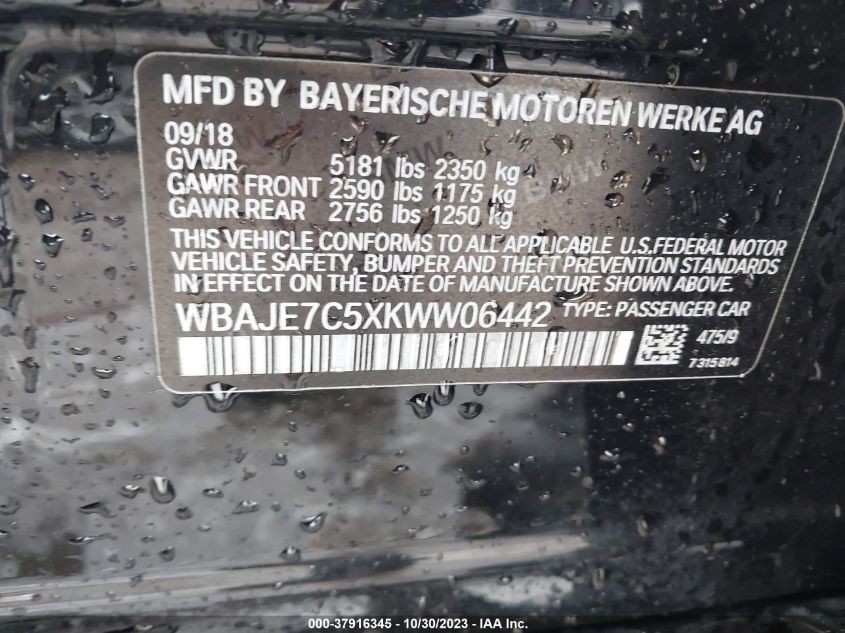 MFD BY BAYERISCHE MOTOREN WERKE AG
09/18
GVWR 5181 lbs 2350 kg
GAWR FRONT 2590 lbs 1175 kg
GAWR REAR 2756 lbs 1250 kg
THIS VEHICLE CONFORMS TO ALL APPLICABLE U.S.FEDERAL MOTOR
VEHICLE SAFETY, BUMPER AND THEFT PREVENTION STANDARDS
IN EFFECT ON THE DATE OF MANUFACTURE SHOWN ABOVE.
WBAJE7C5XKWW06442 TYPE: PASSENGER CAR
475/9
7315814
000-37916345 - 10/30/2023 - IAA Inc.